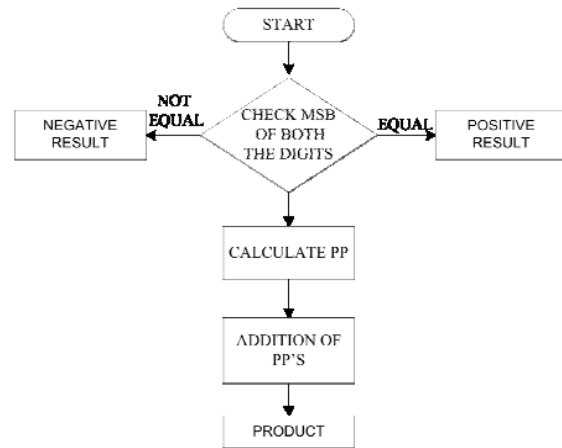 START
NOT
EQUAL
NEGATIVE
RESULT
CHECK MSB
OF BOTH
THE DIGITS
EQUAL
POSITIVE
RESULT
CALCULATE PP
ADDITION OF
PP'S
PRODUCT